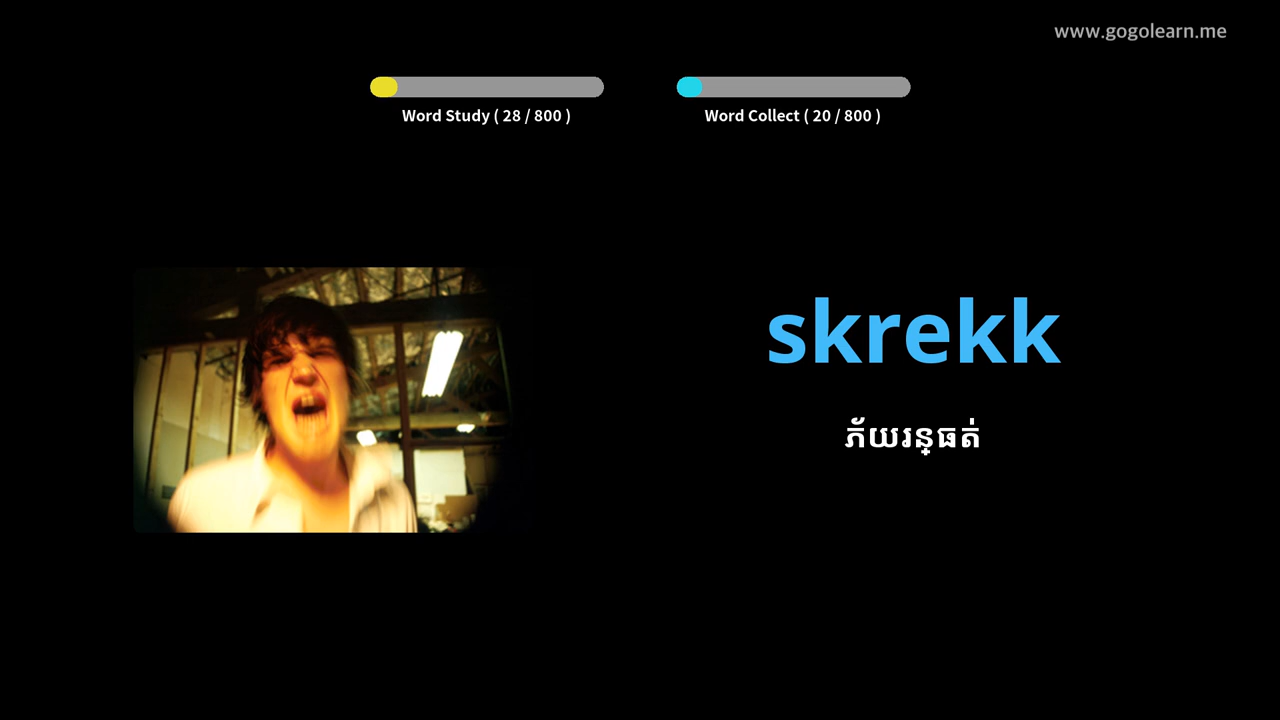 www.gogolearn.me
Word Study ( 28 / 800 )
Word Collect ( 20 / 800 )
skrekk
ភ័យរន្ធត់